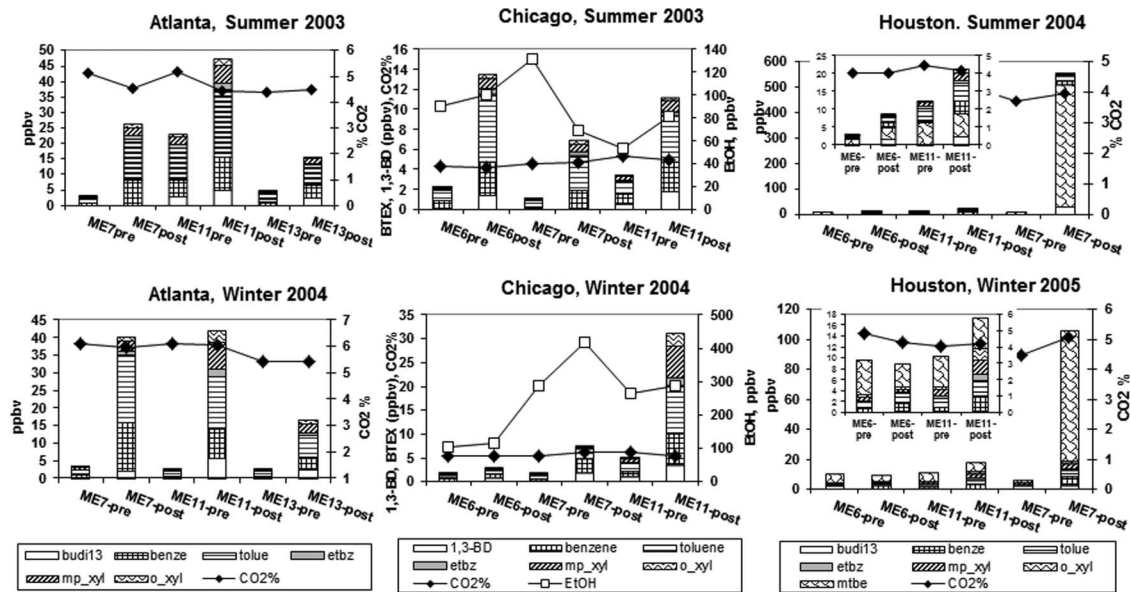 Atlanta, Summer 2003
50
45
40
35
30
25
20
15
10
5
0
ppbv
6
5
4
3
2
1
0
% CO2
ME7pre
ME7post
ME11pre
ME11post
ME13pre
ME13post
Chicago, Summer 2003
16
14
12
10
8
6
4
2
0
BTEX, 1,3-BD (ppbv), CO2%
140
120
100
80
60
40
20
0
EtOH, ppbv
ME6pre
ME6post
ME7pre
ME7post
ME11pre
ME11post
Houston. Summer 2004
600
500
400
300
200
100
0
ppbv
5
4
3
2
1
0
% CO2
25
20
15
10
5
0
5
4
3
2
1
0
ME6-pre
ME6-post
ME11-pre
ME11-post
ME6-pre
ME6-post
ME11-pre
ME11-post
ME7-pre
ME7-post
Atlanta, Winter 2004
45
40
35
30
25
20
15
10
5
0
ppbv
7
6
5
4
3
2
1
CO2 %
ME7-pre
ME7-post
ME11-pre
ME11-post
ME13-pre
ME13-post
Chicago, Winter 2004
35
30
25
20
15
10
5
0
1,3-BD, BTEX (ppbv), CO2%
500
400
300
200
100
0
EtOH, ppbv
ME6-pre
ME6-post
ME7-pre
ME7-post
ME11-pre
ME11-post
Houston, Winter 2005
120
100
80
60
40
20
0
ppbv
6
5
4
3
2
1
0
CO2 %
18
16
14
12
10
8
6
4
2
0
6
5
4
3
2
1
0
ME6-pre
ME6-post
ME11-pre
ME11-post
ME6-pre
ME6-post
ME11-pre
ME11-post
ME7-pre
ME7-post
budi13 benze tolue etbz
mp_xyl o_xyl CO2%
1,3-BD benzene toluene
etbz mp_xyl o_xyl
CO2% EtOH
budi13 benze tolue
etbz mp_xyl o_xyl
mtbe CO2%